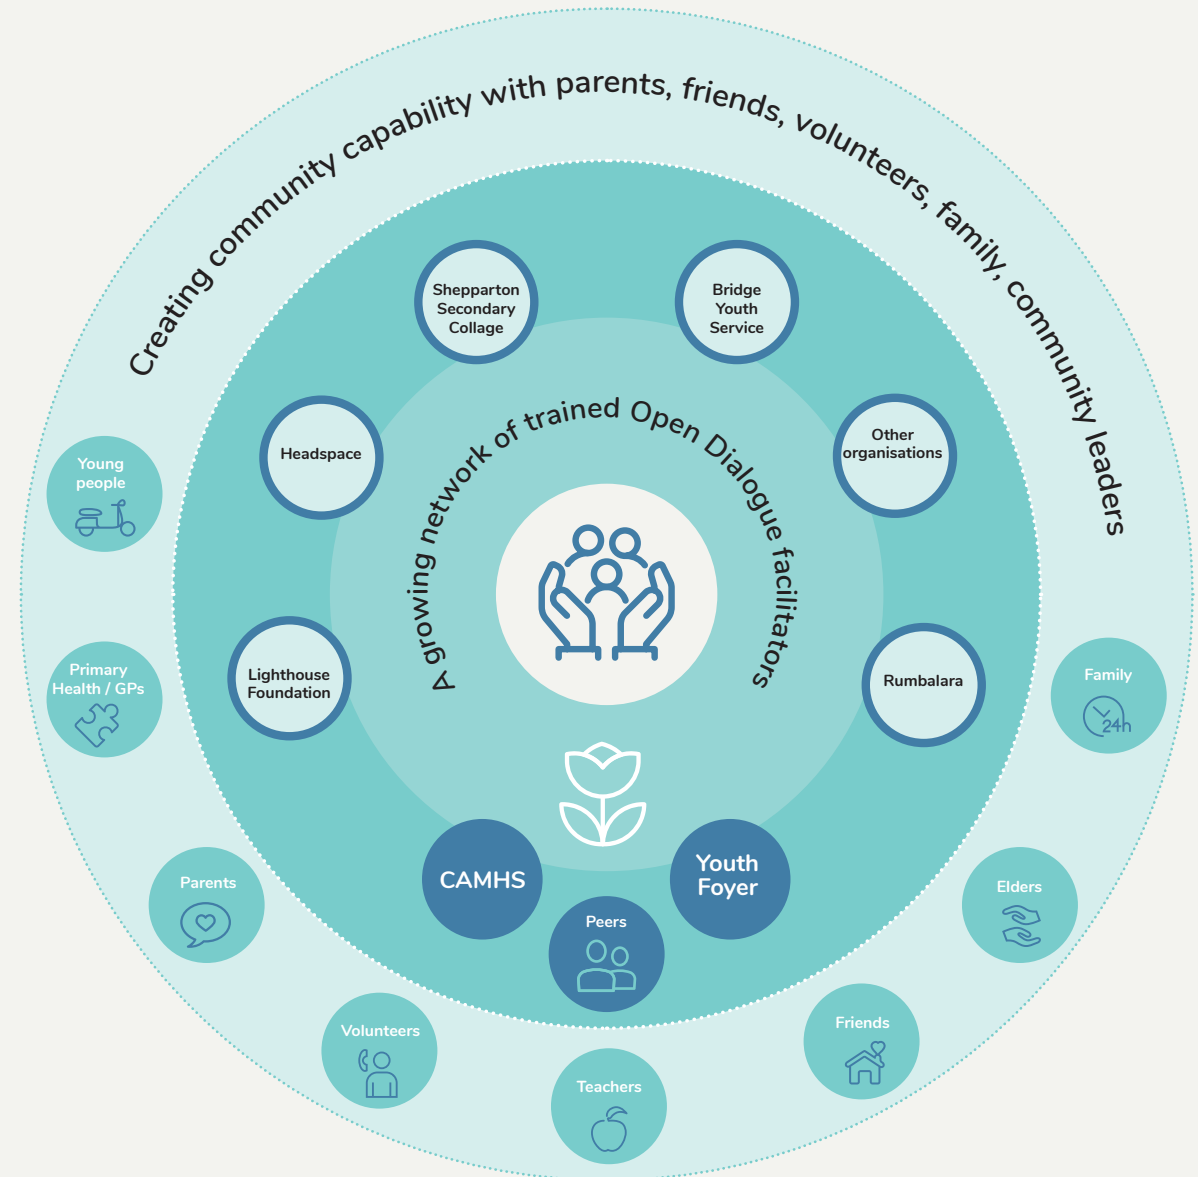 Creating community capability with parents, friends, volunteers, family, community leaders
Shepparton
Secondary
Collage
Bridge
Youth
Service
Headspace
Other
organisations
A growing network of trained Open Dialogue facilitators
Young
people
Lighthouse
Foundation
Rumbalara
Primary
Health / GPs
Family
24h
CAMHS
Youth
Foyer
Peers
Parents
Elders
Volunteers
Friends
Teachers